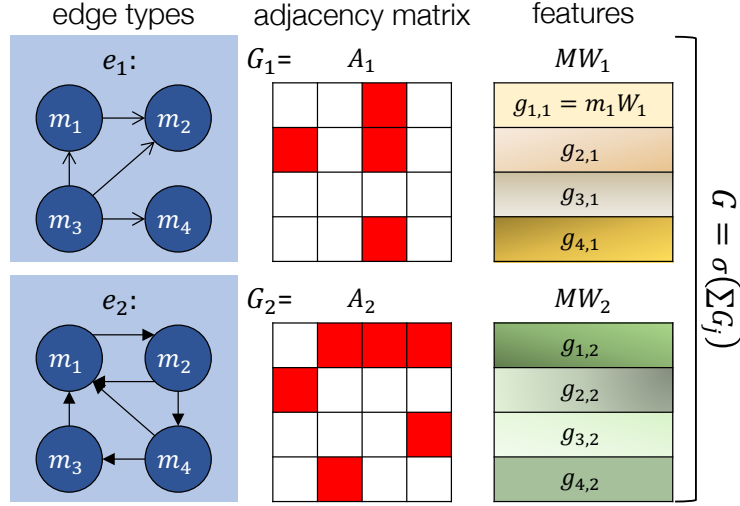 edge types adjacency matrix features
e₁: G₁= A₁ MW₁
m₁ m₂
m₃ m₄
g₁,₁ = m₁W₁
g₂,₁
g₃,₁
g₄,₁
e₂: G₂= A₂ MW₂
m₁ m₂
m₃ m₄
g₁,₂
g₂,₂
g₃,₂
g₄,₂
G = σ(∑Gⱼ)